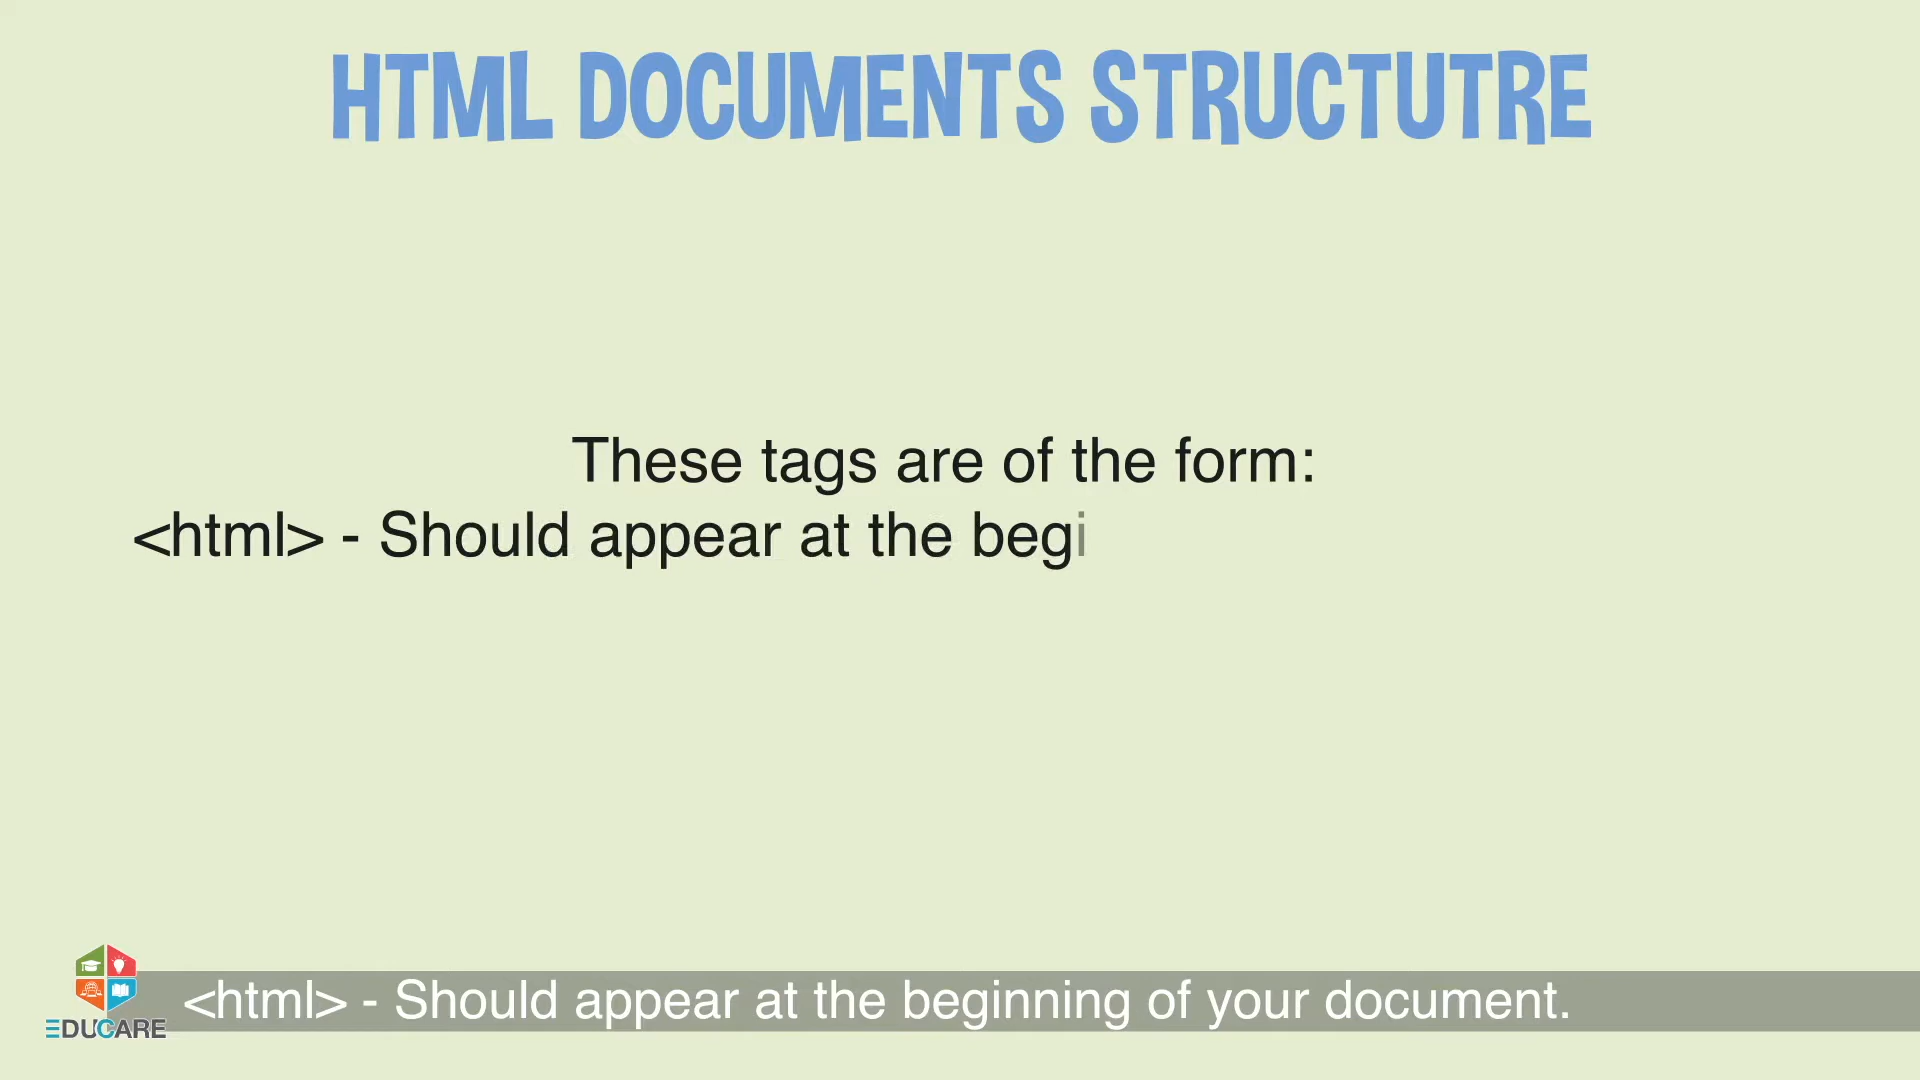 HTML DOCUMENTS STRUCTUTRE
These tags are of the form:
<html> - Should appear at the begi
<html> - Should appear at the beginning of your document.
EDUCARE